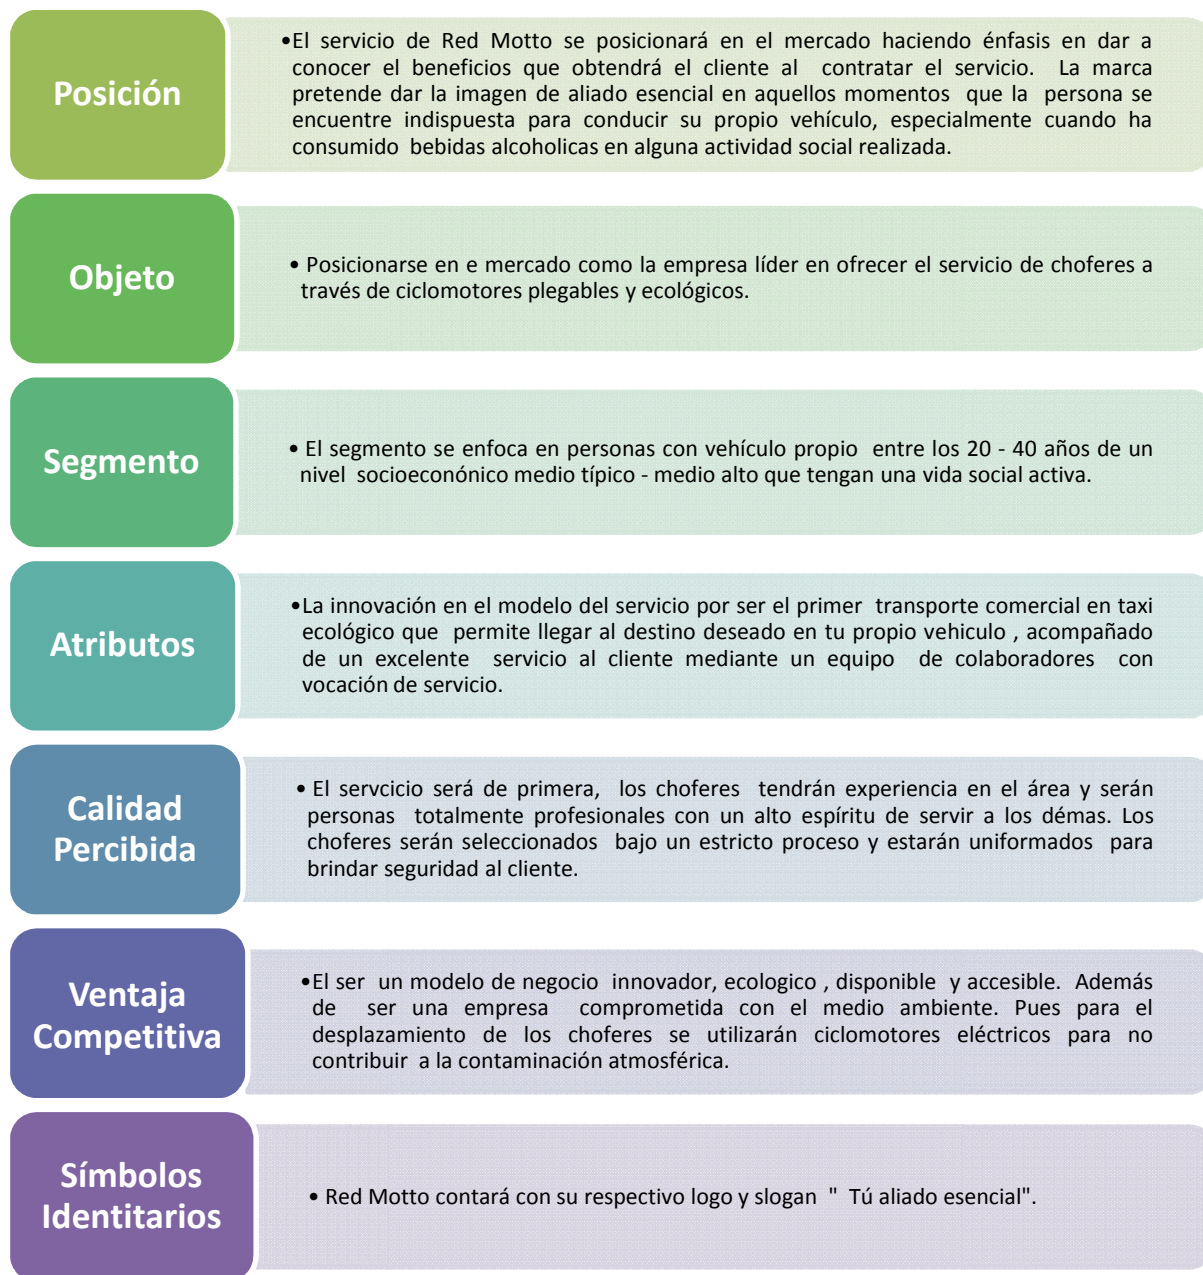 Posición
•El servicio de Red Motto se posicionará en el mercado haciendo énfasis en dar a
conocer el beneficios que obtendrá el cliente al contratar el servicio. La marca
pretende dar la imagen de aliado esencial en aquellos momentos que la persona se
encuentre indispuesta para conducir su propio vehículo, especialmente cuando ha
consumido bebidas alcoholicas en alguna actividad social realizada.
Objeto
• Posicionarse en e mercado como la empresa líder en ofrecer el servicio de choferes a
través de ciclomotores plegables y ecológicos.
Segmento
• El segmento se enfoca en personas con vehículo propio entre los 20 - 40 años de un
nivel socioeconónico medio típico - medio alto que tengan una vida social activa.
Atributos
•La innovación en el modelo del servicio por ser el primer transporte comercial en taxi
ecológico que permite llegar al destino deseado en tu propio vehiculo , acompañado
de un excelente servicio al cliente mediante un equipo de colaboradores con
vocación de servicio.
Calidad
Percibida
• El servcicio será de primera, los choferes tendrán experiencia en el área y serán
personas totalmente profesionales con un alto espíritu de servir a los démas. Los
choferes serán seleccionados bajo un estricto proceso y estarán uniformados para
brindar seguridad al cliente.
Ventaja
Competitiva
•El ser un modelo de negocio innovador, ecologico , disponible y accesible. Además
de ser una empresa comprometida con el medio ambiente. Pues para el
desplazamiento de los choferes se utilizarán ciclomotores eléctricos para no
contribuir a la contaminación atmosférica.
Símbolos
Identitarios
• Red Motto contará con su respectivo logo y slogan " Tú aliado esencial".